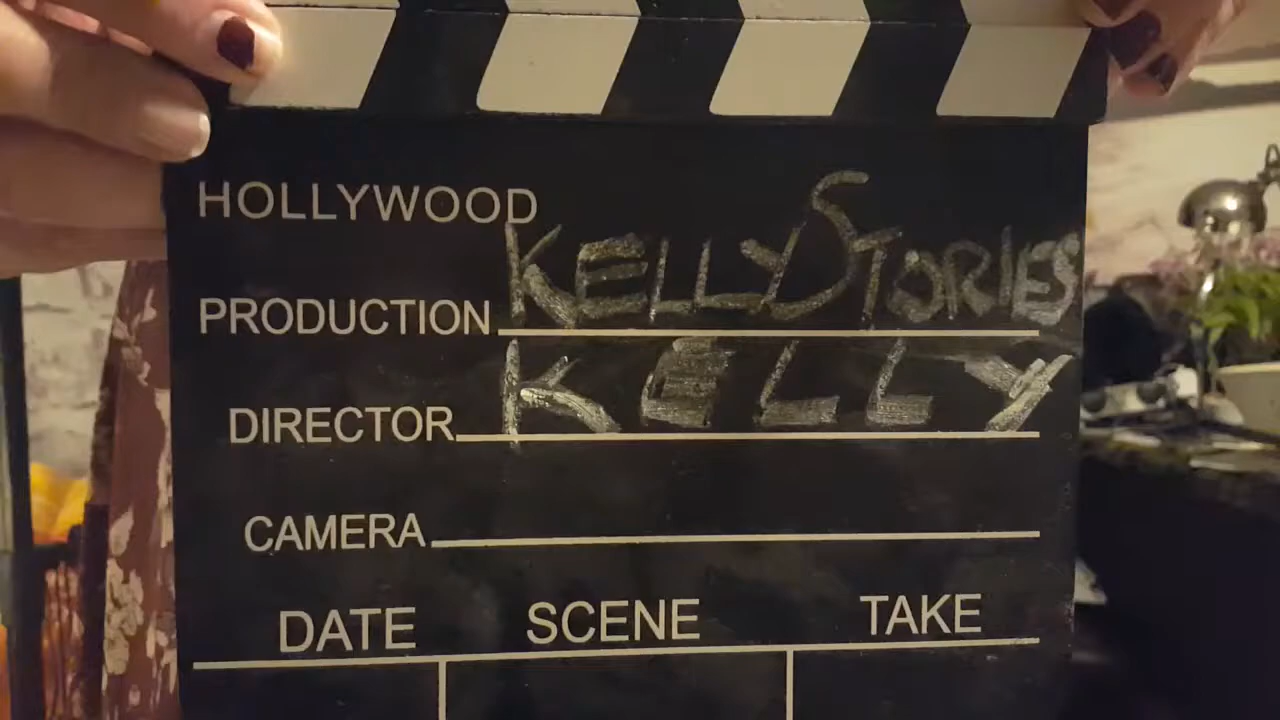 HOLLYWOOD
KELLYSTORIES
PRODUCTION
KELLY
DIRECTOR
CAMERA
DATE SCENE TAKE